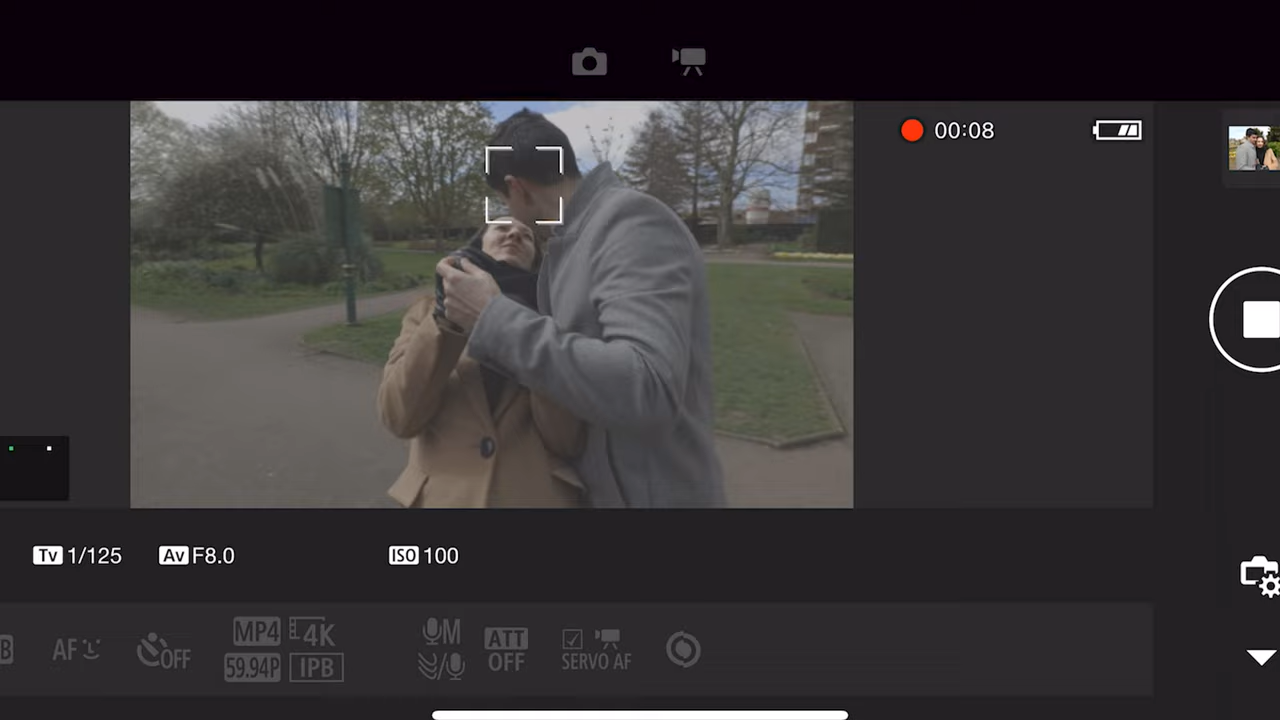 00:08
Tv 1/125 Av F8.0 ISO 100
B AF OFF MP4 4K M ATT SERVO AF
59.94P IPB OFF